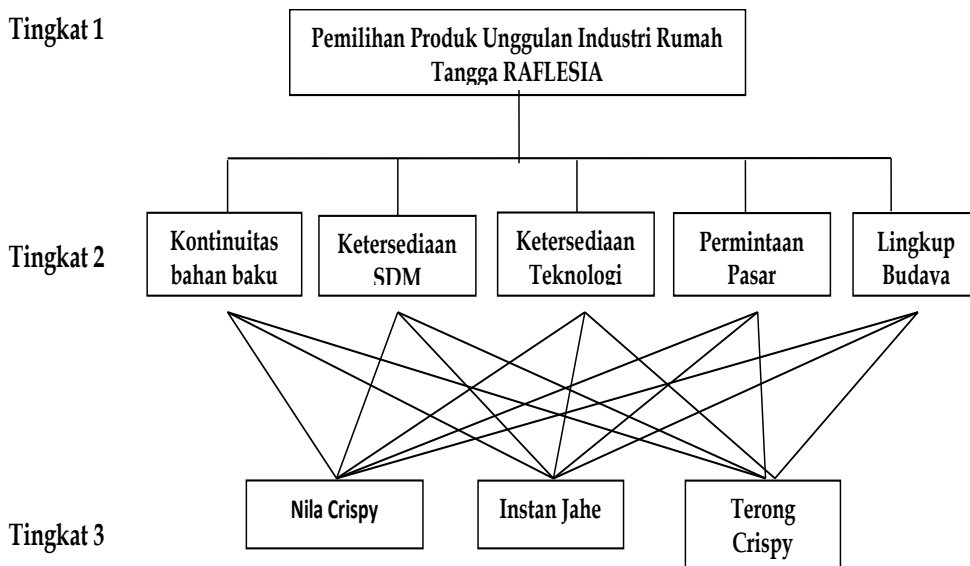 Tingkat 1
Pemilihan Produk Unggulan Industri Rumah
Tangga RAFLESIA
Tingkat 2
Kontinuitas
bahan baku
Ketersediaan
SDM
Ketersediaan
Teknologi
Permintaan
Pasar
Lingkup
Budaya
Tingkat 3
Nila Crispy
Instan Jahe
Terong
Crispy